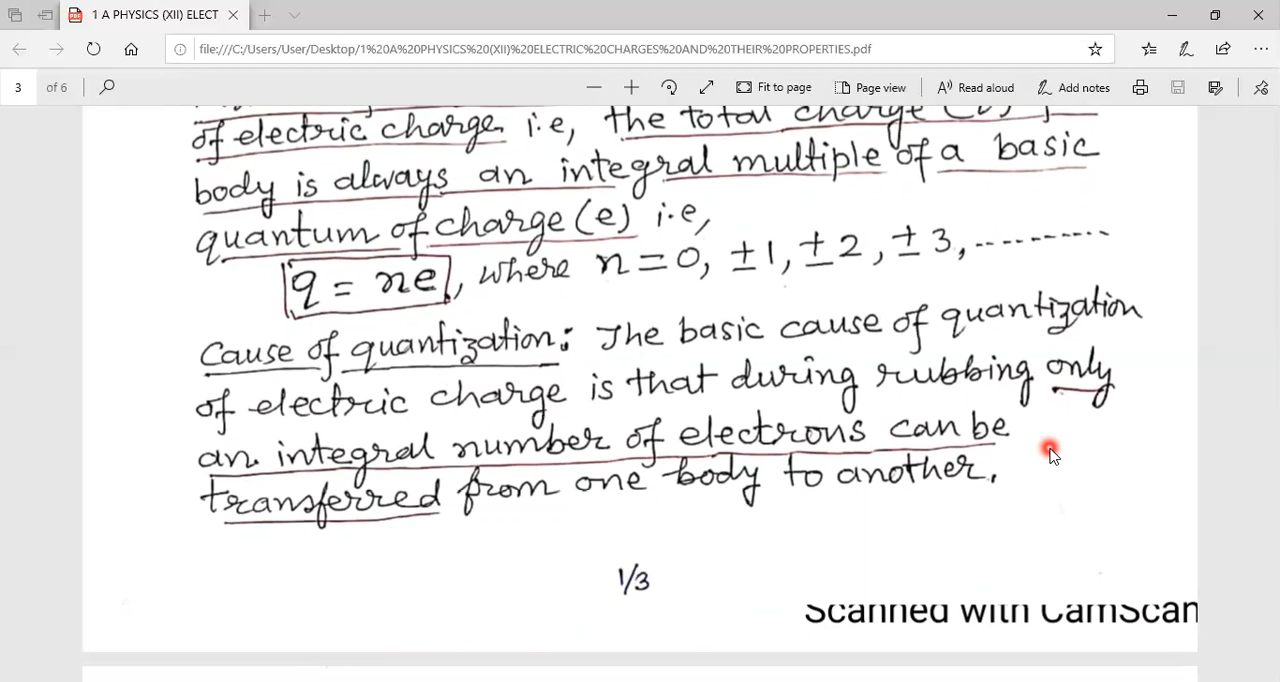 1 A PHYSICS (XII) ELECT
file:///C:/Users/User/Desktop/1%20A%20PHYSICS%20(XII)%20ELECTRIC%20CHARGES%20AND%20THEIR%20PROPERTIES.pdf
3 of 6 Fit to page Page view Read aloud Add notes
of electric charge i.e, the total charge
body is always an integral multiple of a basic
quantum of charge (e) i.e,
q = ne, where n = 0, ±1, ±2, ±3, ----------
Cause of quantization: The basic cause of quantization
of electric charge is that during rubbing only
an integral number of electrons can be
transferred from one body to another.
1/3
Scanned with CamScan